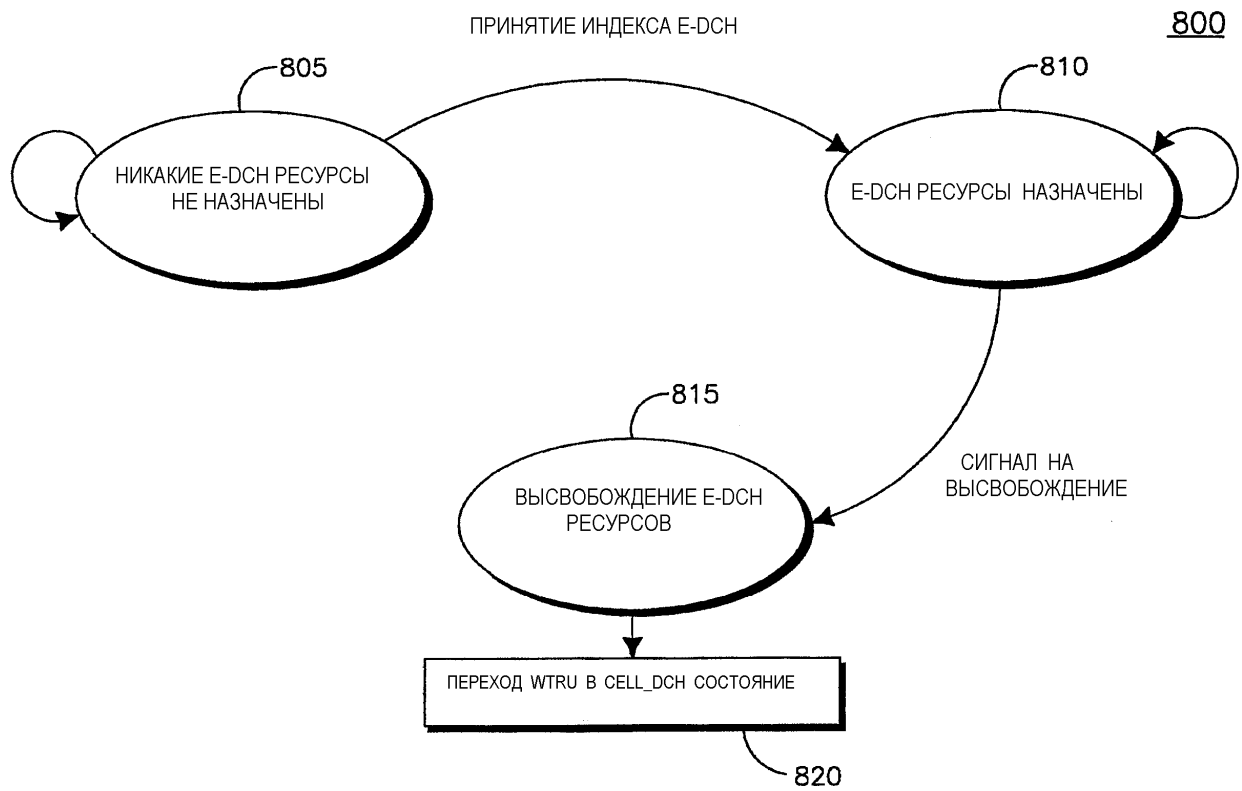 ПРИНЯТИЕ ИНДЕКСА E-DCH
800
805
810
НИКАКИЕ E-DCH РЕСУРСЫ
НЕ НАЗНАЧЕНЫ
E-DCH РЕСУРСЫ НАЗНАЧЕНЫ
815
СИГНАЛ НА
ВЫСВОБОЖДЕНИЕ
ВЫСВОБОЖДЕНИЕ E-DCH
РЕСУРСОВ
ПЕРЕХОД WTRU В CELL_DCH СОСТОЯНИЕ
820